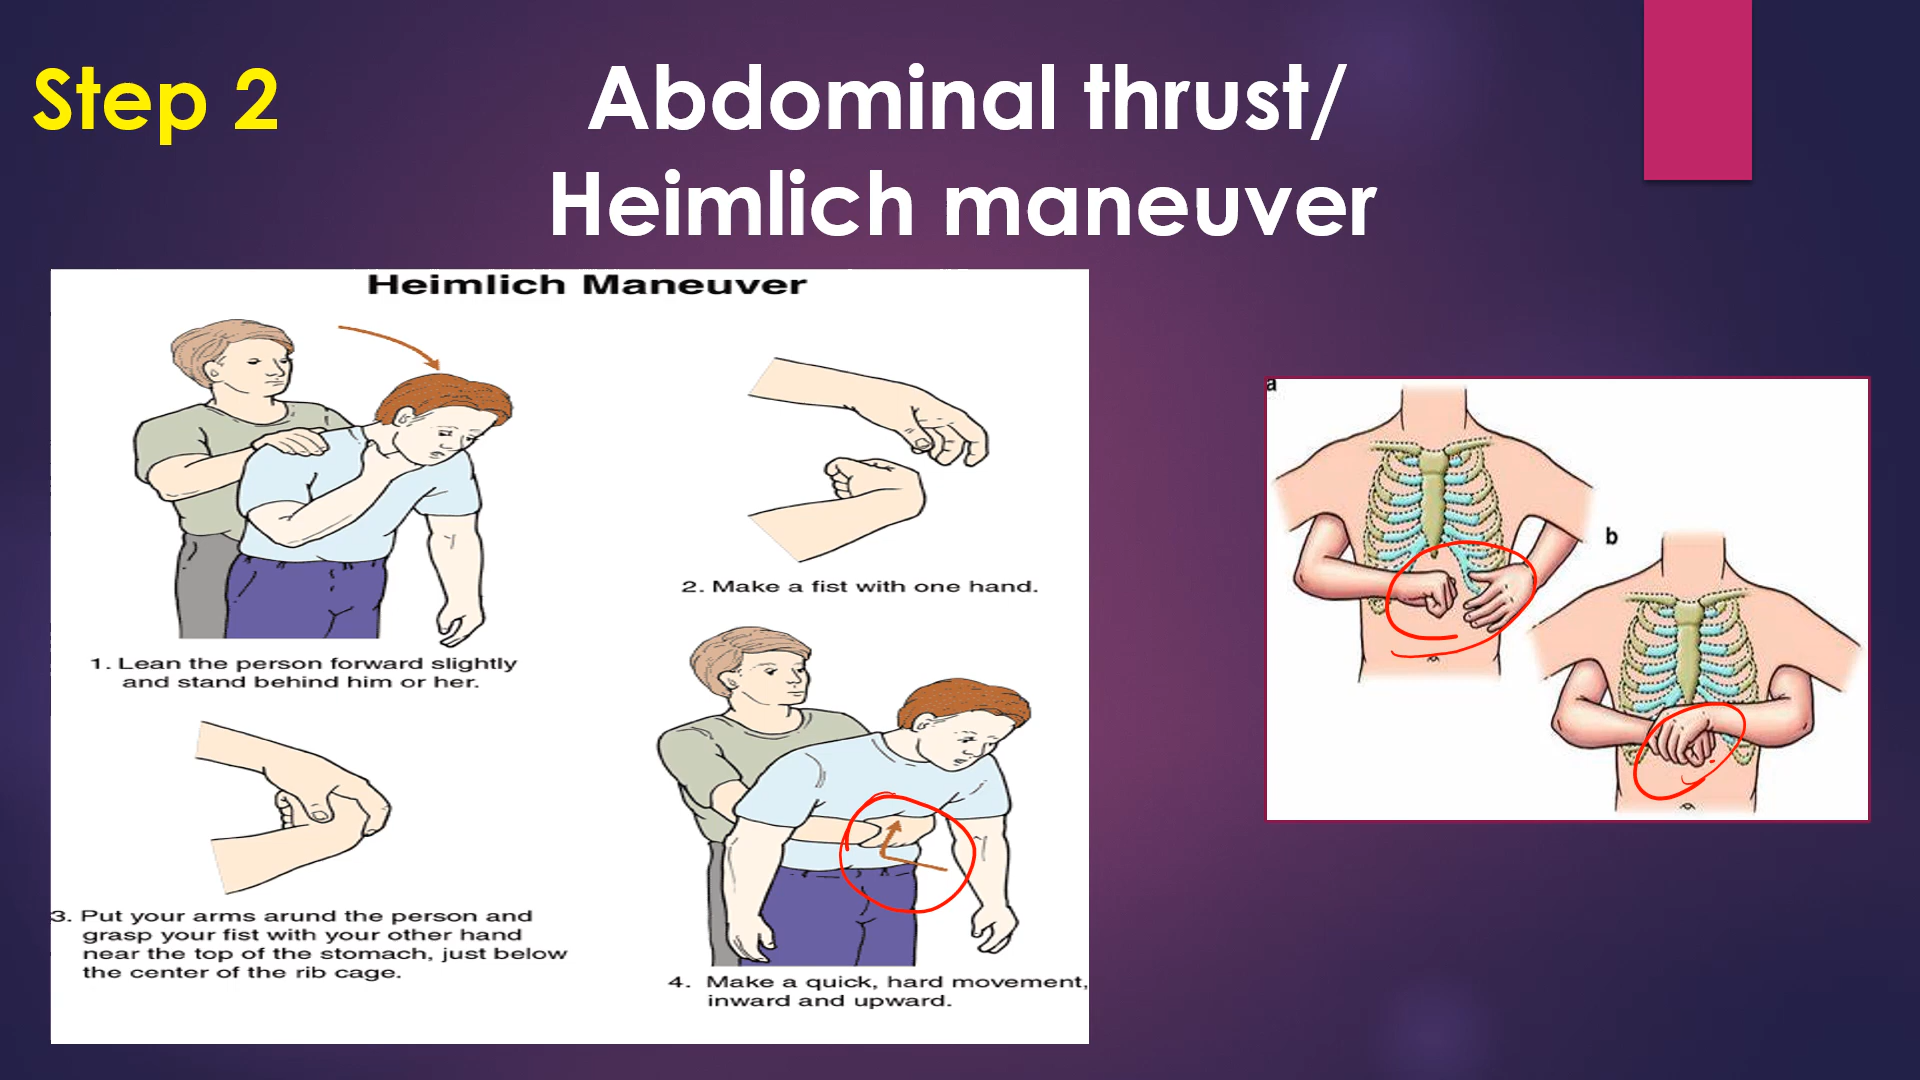 Step 2
Abdominal thrust/
Heimlich maneuver
Heimlich Maneuver
1. Lean the person forward slightly
and stand behind him or her.
2. Make a fist with one hand.
3. Put your arms arund the person and
grasp your fist with your other hand
near the top of the stomach, just below
the center of the rib cage.
4. Make a quick, hard movement,
inward and upward.
a
b